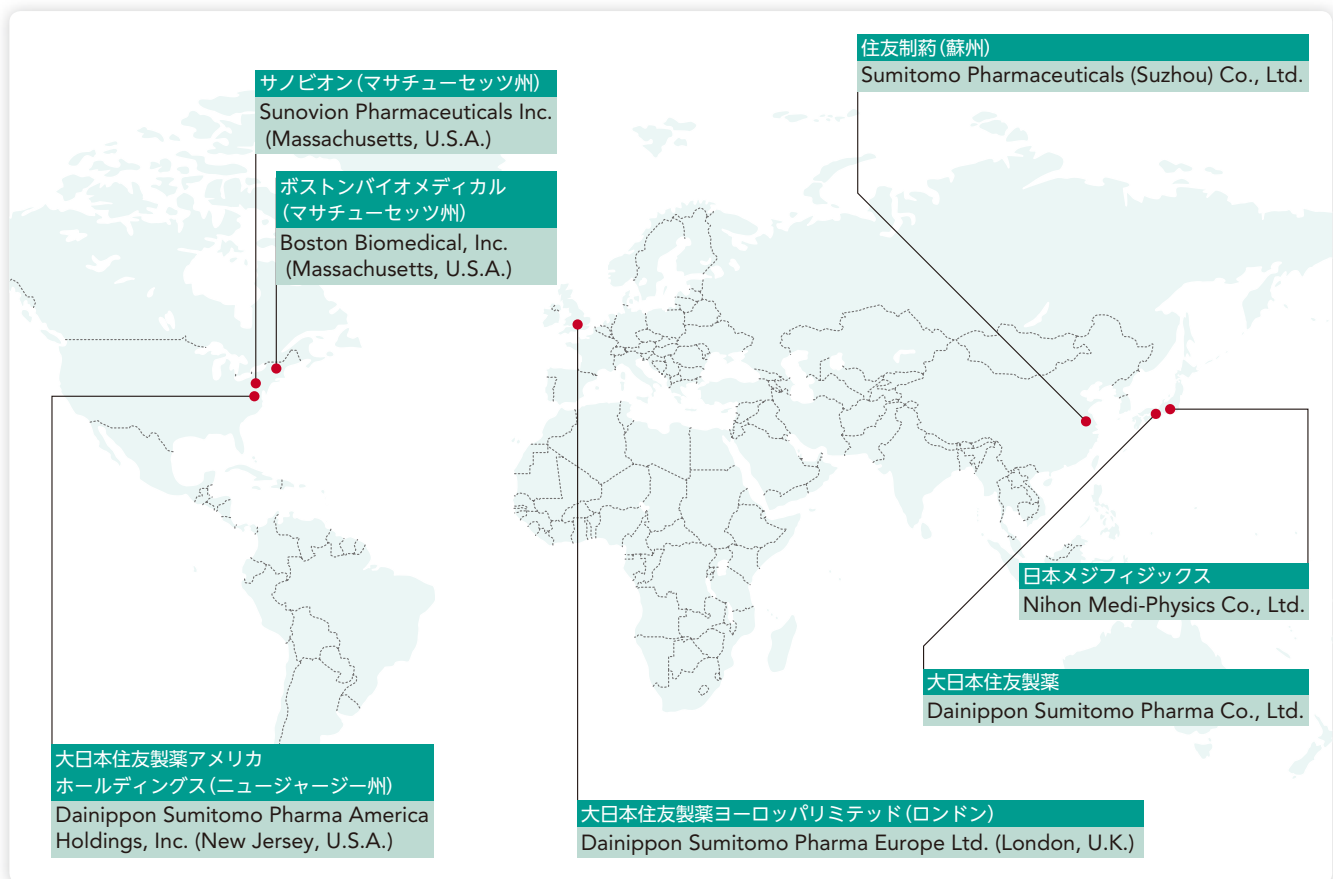 サノビオン(マサチューセッツ州)
Sunovion Pharmaceuticals Inc.
(Massachusetts, U.S.A.)
ボストンバイオメディカル
(マサチューセッツ州)
Boston Biomedical, Inc.
(Massachusetts, U.S.A.)
住友制葯(蘇州)
Sumitomo Pharmaceuticals (Suzhou) Co., Ltd.
日本メジフィジックス
Nihon Medi-Physics Co., Ltd.
大日本住友製薬
Dainippon Sumitomo Pharma Co., Ltd.
大日本住友製薬アメリカ
ホールディングス(ニュージャージー州)
Dainippon Sumitomo Pharma America
Holdings, Inc. (New Jersey, U.S.A.)
大日本住友製薬ヨーロッパリミテッド(ロンドン)
Dainippon Sumitomo Pharma Europe Ltd. (London, U.K.)